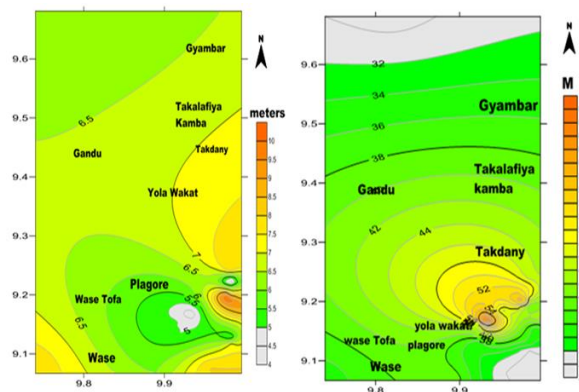 N
9.6
9.5
9.4
9.3
9.2
9.1
9.8
9.9
Gyambar
6.5
Takalafiya
Kamba
Gandu
Takdany
Yola Wakat
7
6.5
Plagore
Wase Tofa
6.5
5
Wase
meters
10
9.5
9
8.5
8
7.5
7
6.5
6
5.5
5
4.5
4
N
9.6
9.4
9.3
9.2
9.1
9.8
9.9
32
34
Gyambar
36
38
Takalafiya
kamba
Gandu
42
44
Takdany
52
yola wakat
wase Tofa
plagore
Wase
M